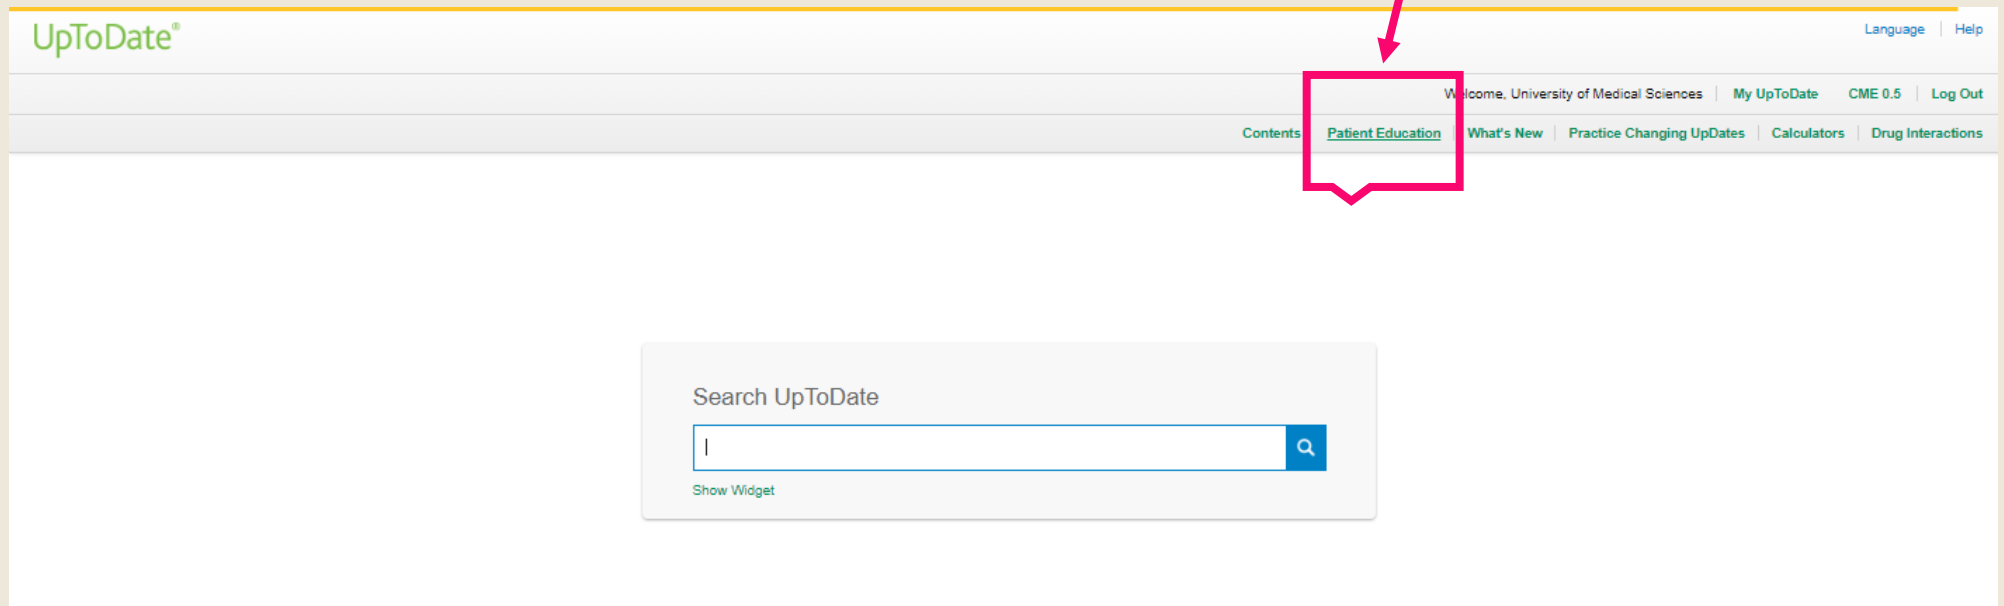 UpToDate®
Language | Help
Welcome, University of Medical Sciences | My UpToDate CME 0.5 | Log Out
Contents Patient Education | What's New | Practice Changing UpDates | Calculators | Drug Interactions
Search UpToDate
Show Widget